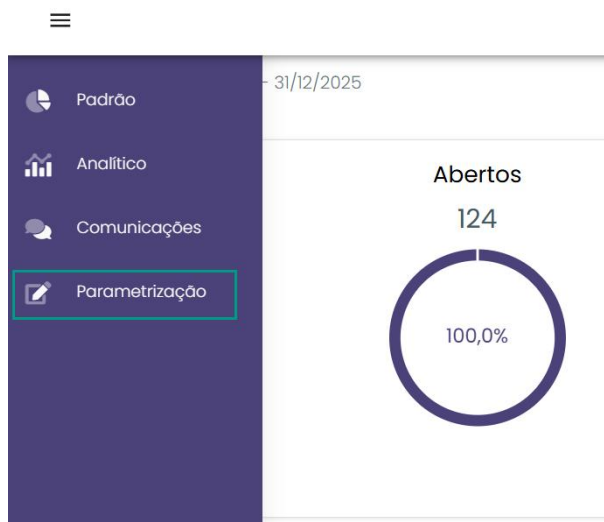 Padrão
Analítico
Comunicações
Parametrização
- 31/12/2025
Abertos
124
100,0%